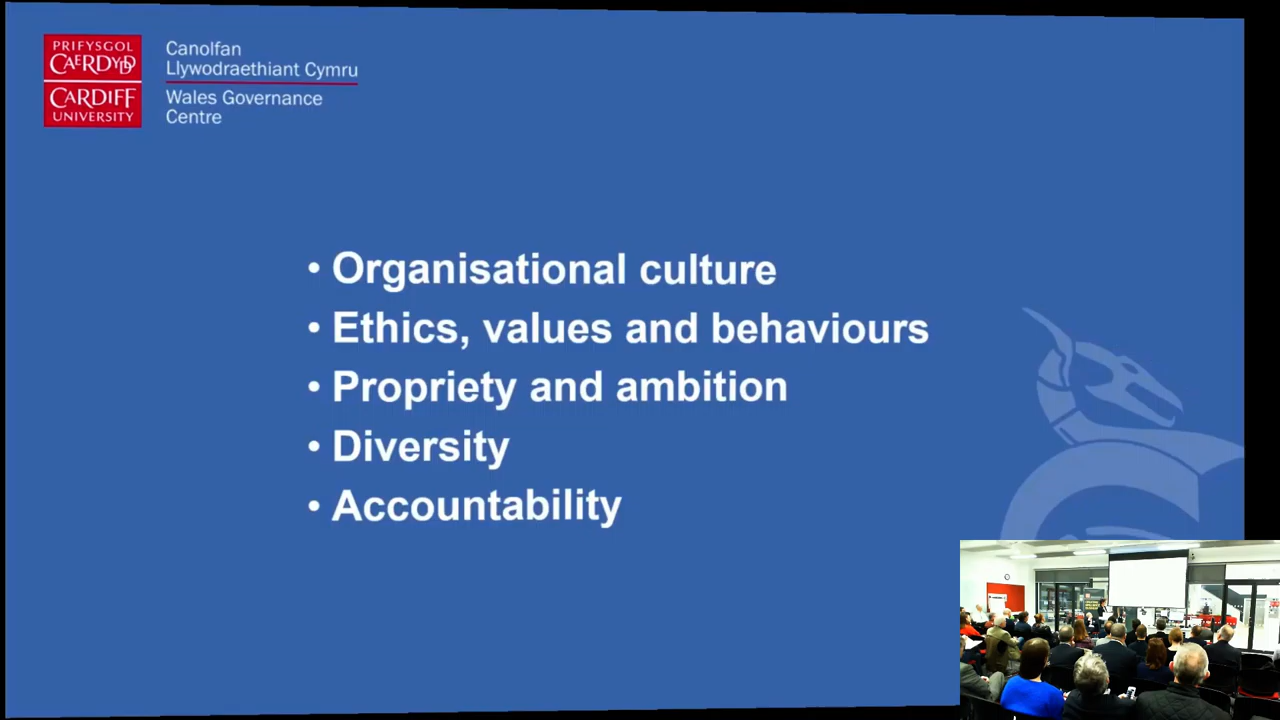 PRIFYSGOL
CAERDYDD
CARDIFF
UNIVERSITY
Canolfan
Llywodraethiant Cymru
Wales Governance
Centre
• Organisational culture
• Ethics, values and behaviours
• Propriety and ambition
• Diversity
• Accountability